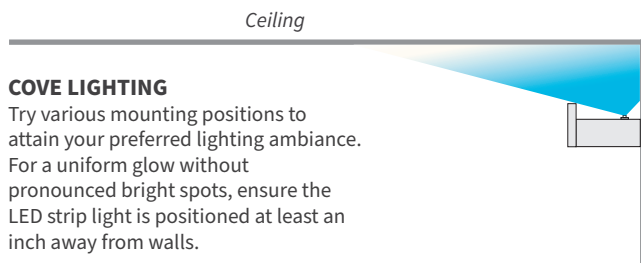 Ceiling
COVE LIGHTING
Try various mounting positions to
attain your preferred lighting ambiance.
For a uniform glow without
pronounced bright spots, ensure the
LED strip light is positioned at least an
inch away from walls.